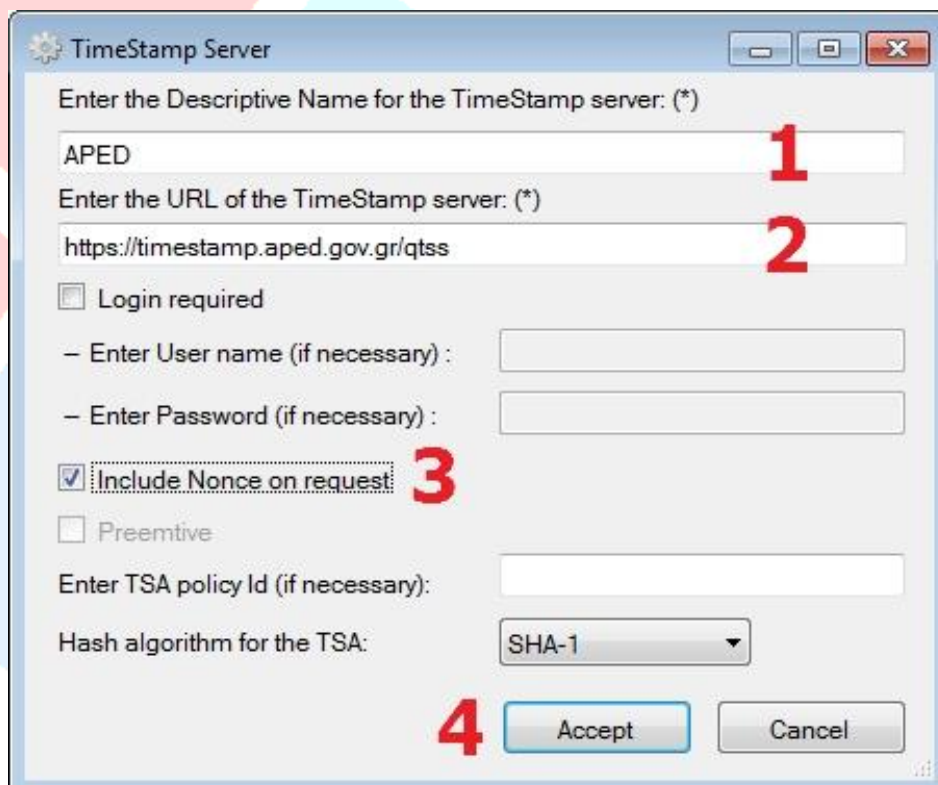 TimeStamp Server
Enter the Descriptive Name for the TimeStamp server: (*)
APED
1
Enter the URL of the TimeStamp server: (*)
https://timestamp.aped.gov.gr/qtss
2
Login required
– Enter User name (if necessary) :
– Enter Password (if necessary) :
Include Nonce on request
3
Preemtive
Enter TSA policy Id (if necessary):
Hash algorithm for the TSA:
SHA-1
4
Accept
Cancel